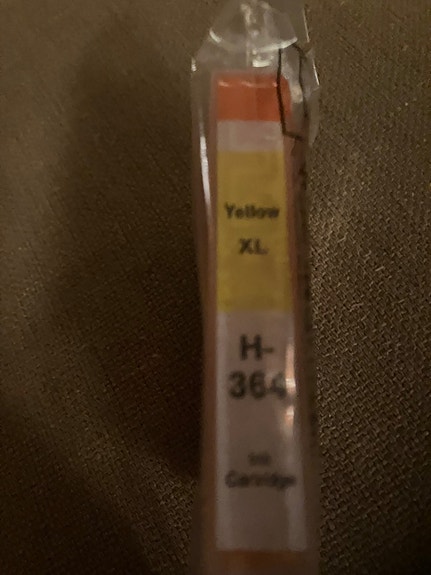 Yellow
XL
H-
364
Ink
Cartridge